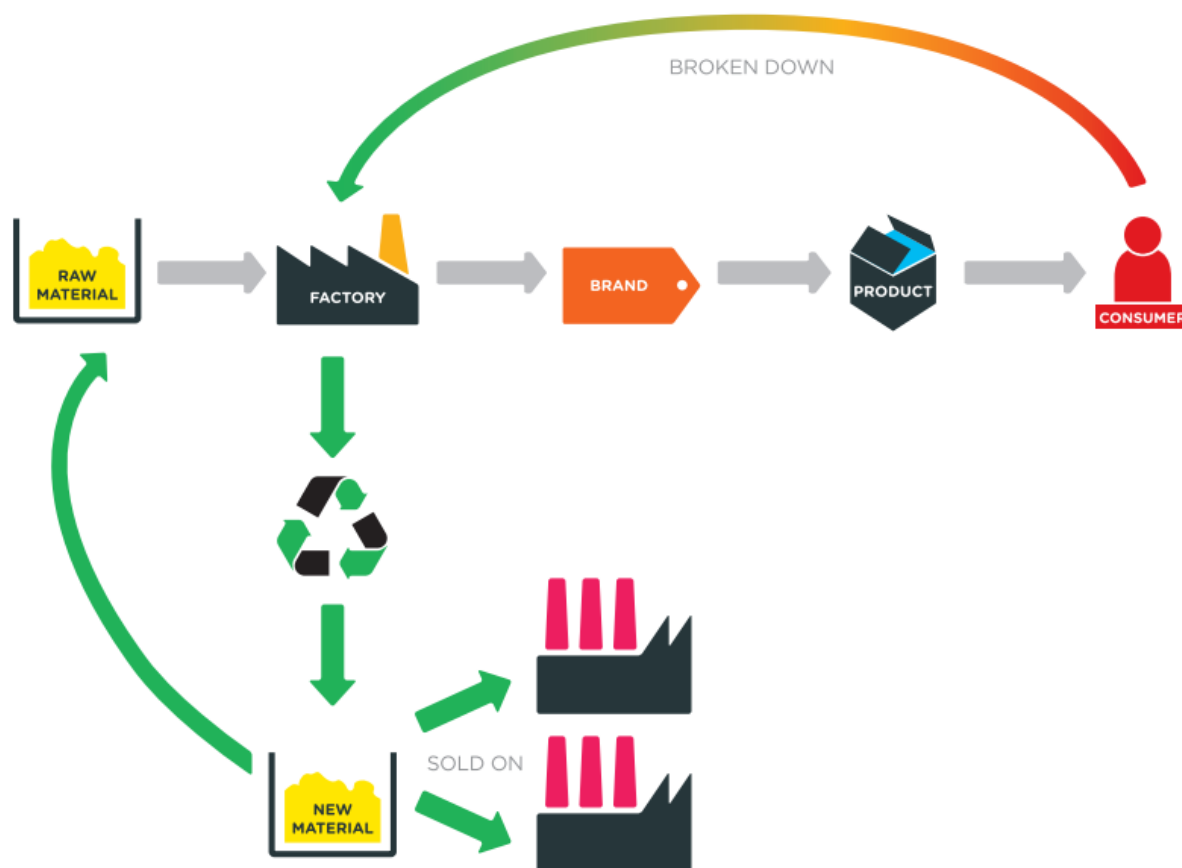 BROKEN DOWN
RAW
MATERIAL
FACTORY
BRAND
PRODUCT
CONSUMER
SOLD ON
NEW
MATERIAL